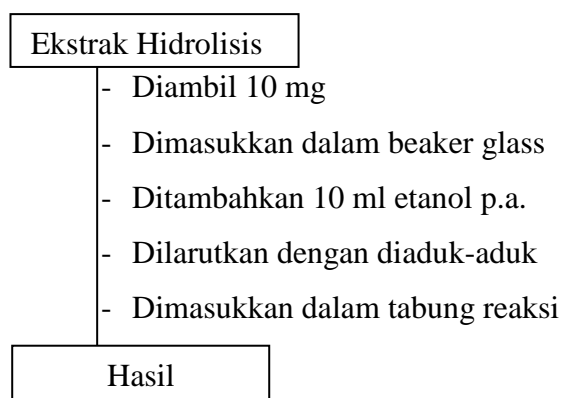 Ekstrak Hidrolisis
- Diambil 10 mg
- Dimasukkan dalam beaker glass
- Ditambahkan 10 ml etanol p.a.
- Dilarutkan dengan diaduk-aduk
- Dimasukkan dalam tabung reaksi
Hasil